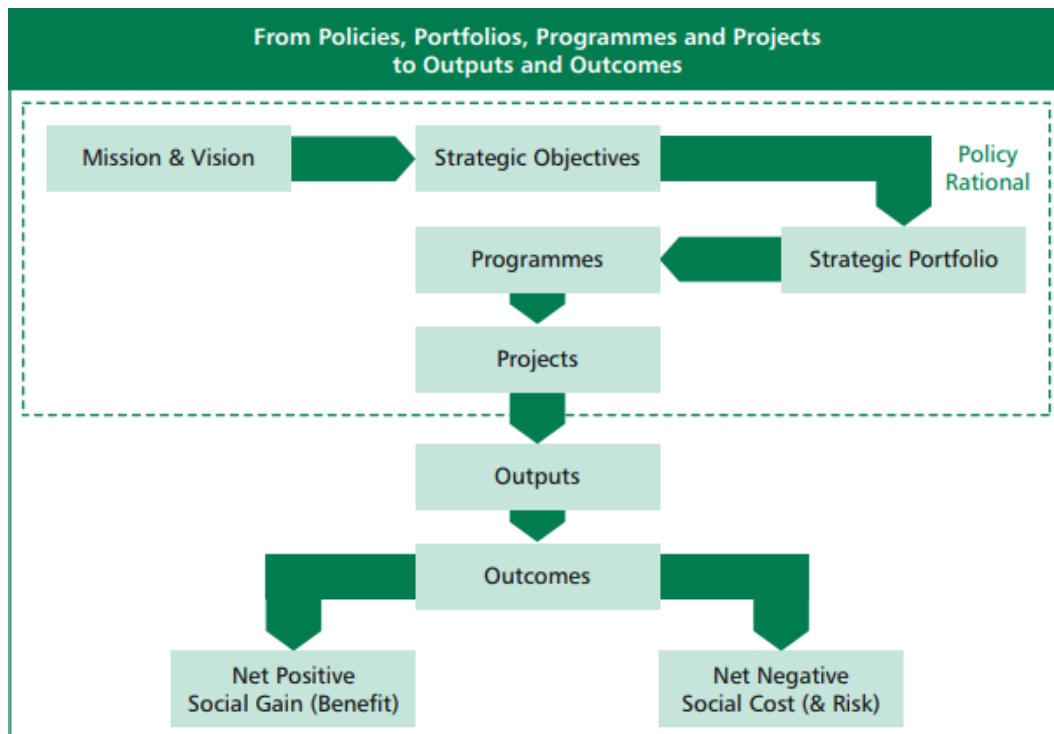 From Policies, Portfolios, Programmes and Projects
to Outputs and Outcomes
Mission & Vision
Strategic Objectives
Policy
Rational
Programmes
Strategic Portfolio
Projects
Outputs
Outcomes
Net Positive
Social Gain (Benefit)
Net Negative
Social Cost (& Risk)